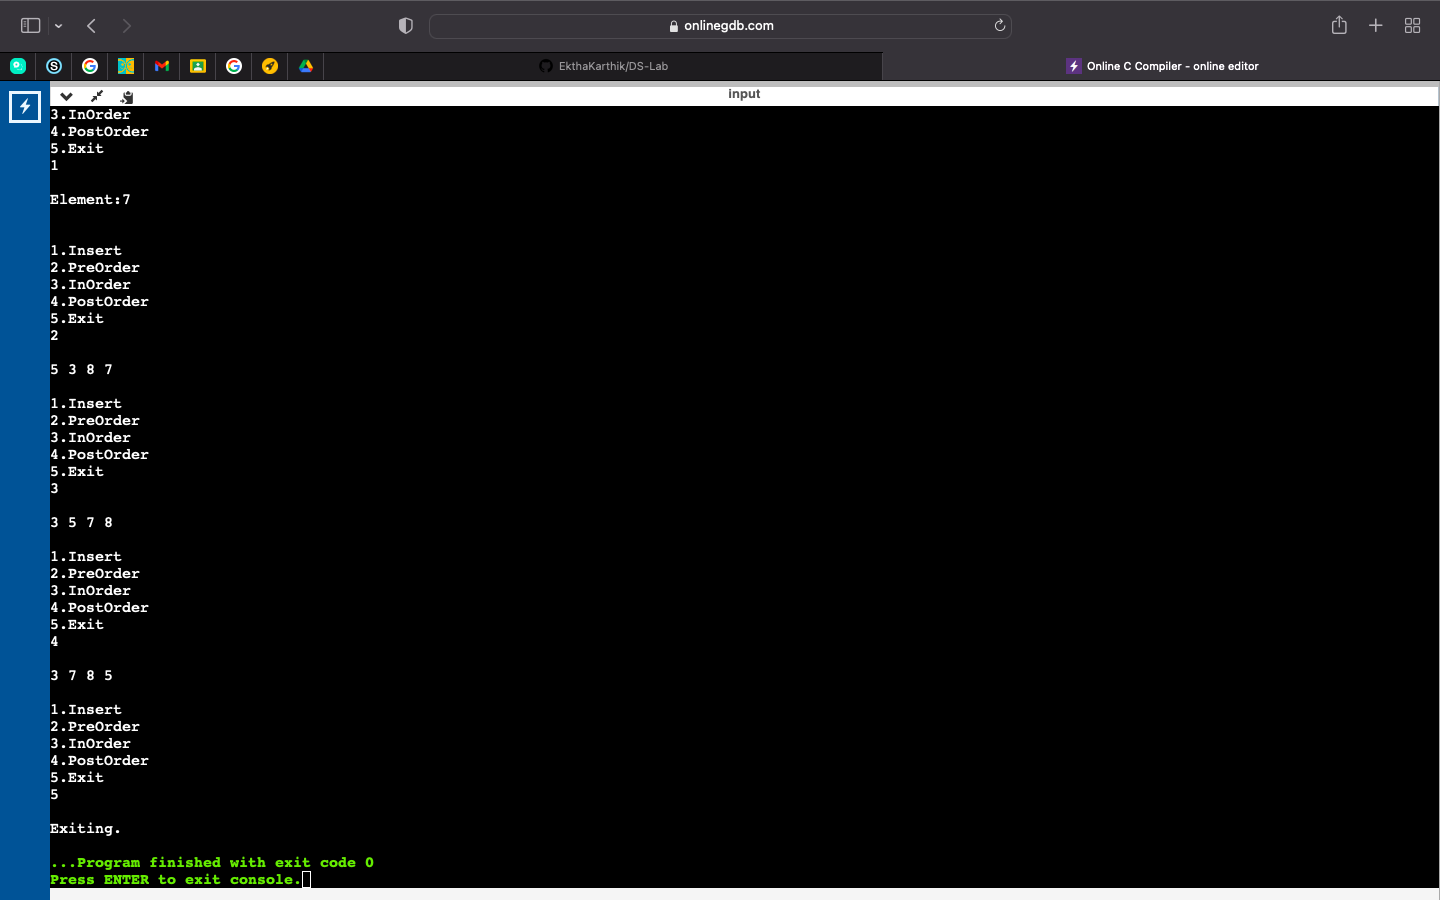 onlinegdb.com
EkthaKarthik/DS-Lab
Online C Compiler - online editor
input
3.InOrder
4.PostOrder
5.Exit
1
Element:7
1.Insert
2.PreOrder
3.InOrder
4.PostOrder
5.Exit
2
5 3 8 7
1.Insert
2.PreOrder
3.InOrder
4.PostOrder
5.Exit
3
3 5 7 8
1.Insert
2.PreOrder
3.InOrder
4.PostOrder
5.Exit
4
3 7 8 5
1.Insert
2.PreOrder
3.InOrder
4.PostOrder
5.Exit
5
Exiting.
...Program finished with exit code 0
Press ENTER to exit console.